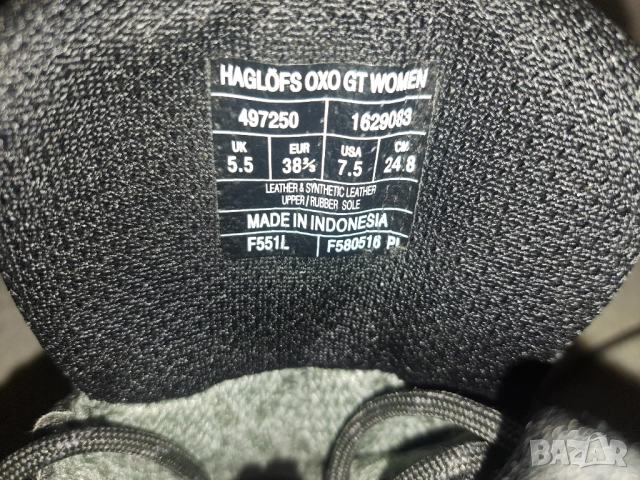 HAGLÖFS OXO GT WOMEN
497250 1629083
UK EUR USA CM
5.5 38⅔ 7.5 24.8
LEATHER & SYNTHETIC LEATHER
UPPER/RUBBER SOLE
MADE IN INDONESIA
F551L F580516 PI
BAZAR